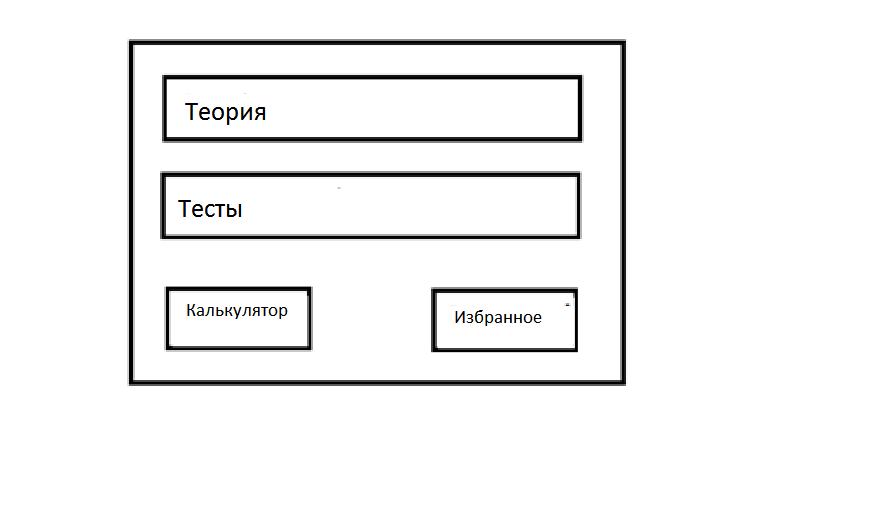 Теория
Тесты
Калькулятор
Избранное